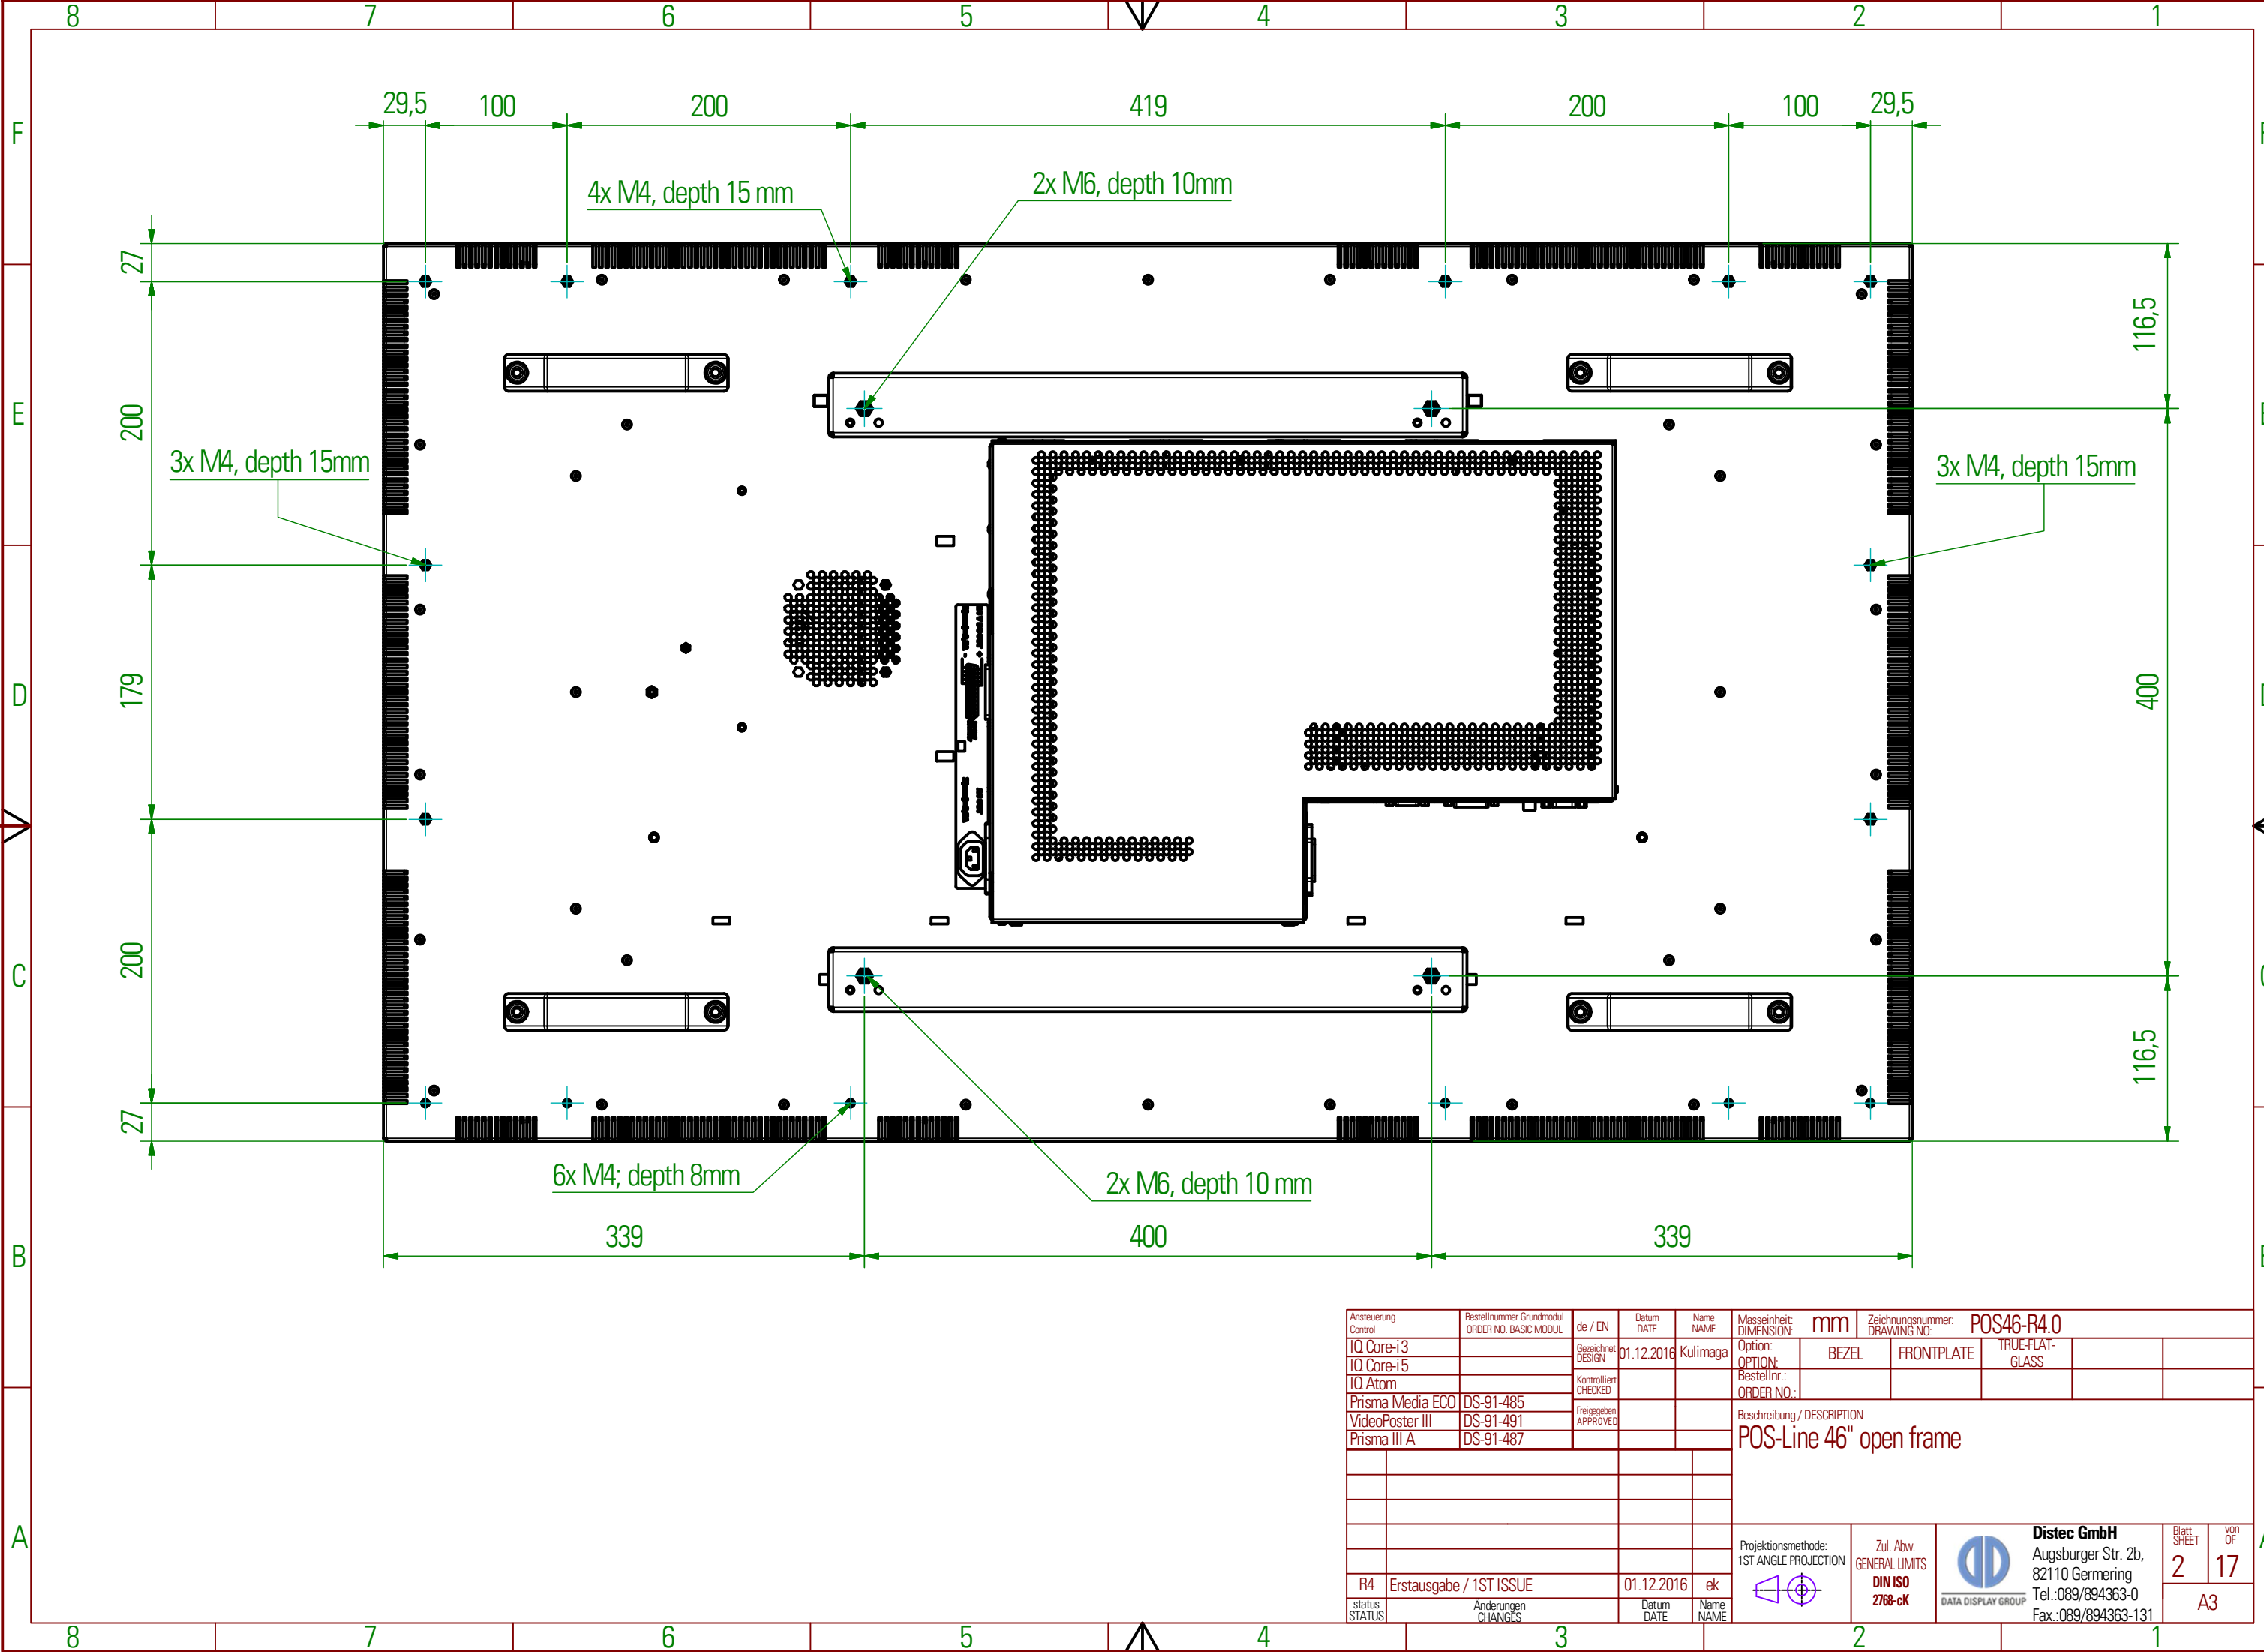 8 7 6 5 4 3 2 1
29,5 100 200 419 200 100 29,5
F
4x M4, depth 15 mm
2x M6, depth 10mm
27
116,5
E
200
3x M4, depth 15mm
3x M4, depth 15mm
D
179
400
C
200
116,5
27
6x M4; depth 8mm
2x M6, depth 10 mm
339 400 339
B
A
Ansteuerung
Control
Bestellnummer Grundmodul
ORDER NO. BASIC MODUL
IQ Core-i3
IQ Core-i5
IQ Atom
Prisma Media ECO DS-91-485
VideoPoster III DS-91-491
Prisma III A DS-91-487
de / EN
Datum
DATE
Name
NAME
Gezeichnet
DESIGN
01.12.2016 Kulimaga
Kontrolliert
CHECKED
Freigegeben
APPROVED
Masseinheit:
DIMENSION:
mm
Zeichnungsnummer:
DRAWING NO:
POS46-R4.0
Option:
OPTION:
BEZEL FRONTPLATE
TRUE-FLAT-
GLASS
Bestellnr.:
ORDER NO.:
Beschreibung / DESCRIPTION
POS-Line 46" open frame
R4 Erstausgabe / 1ST ISSUE 01.12.2016 ek
status
STATUS
Änderungen
CHANGES
Datum
DATE
Name
NAME
Projektionsmethode:
1ST ANGLE PROJECTION
Zul. Abw.
GENERAL LIMITS
DIN ISO
2768-cK
DATA DISPLAY GROUP
Distec GmbH
Augsburger Str. 2b,
82110 Germering
Tel.:089/894363-0
Fax.:089/894363-131
Blatt
SHEET
2
von
OF
17
A3
8 7 6 5 4 3 2 1